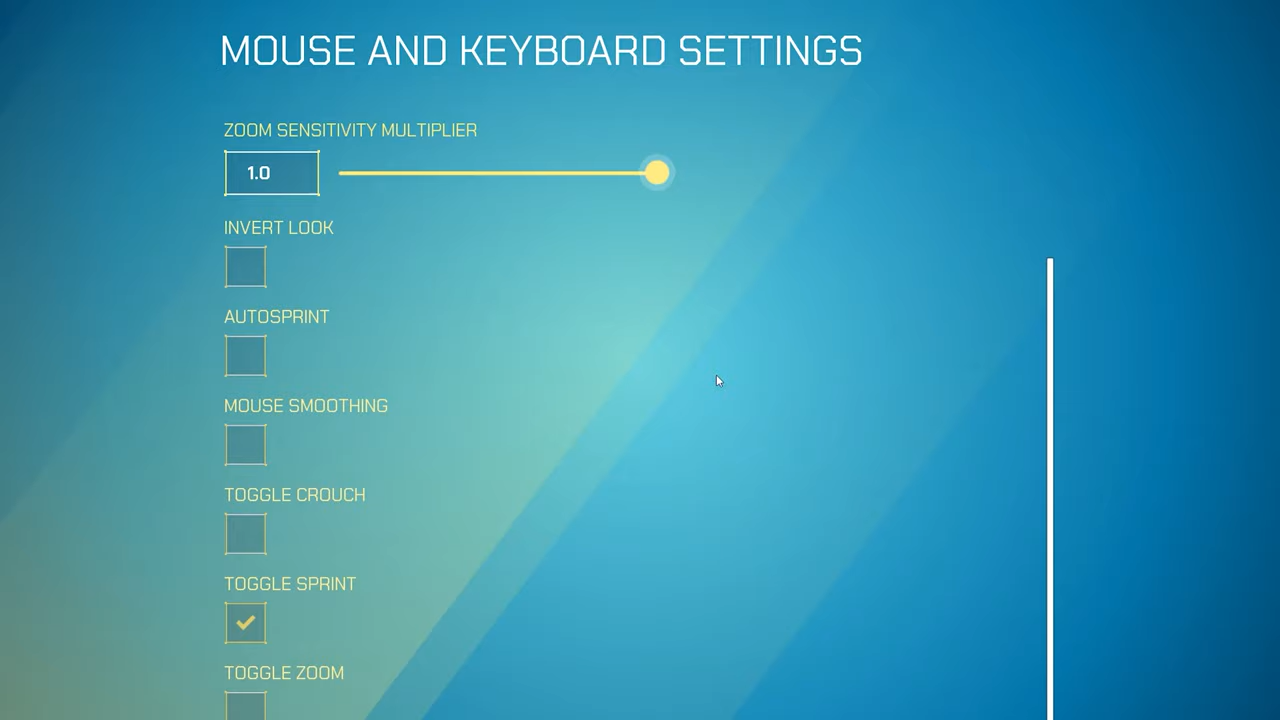 MOUSE AND KEYBOARD SETTINGS
ZOOM SENSITIVITY MULTIPLIER
1.0
INVERT LOOK
AUTOSPRINT
MOUSE SMOOTHING
TOGGLE CROUCH
TOGGLE SPRINT
TOGGLE ZOOM